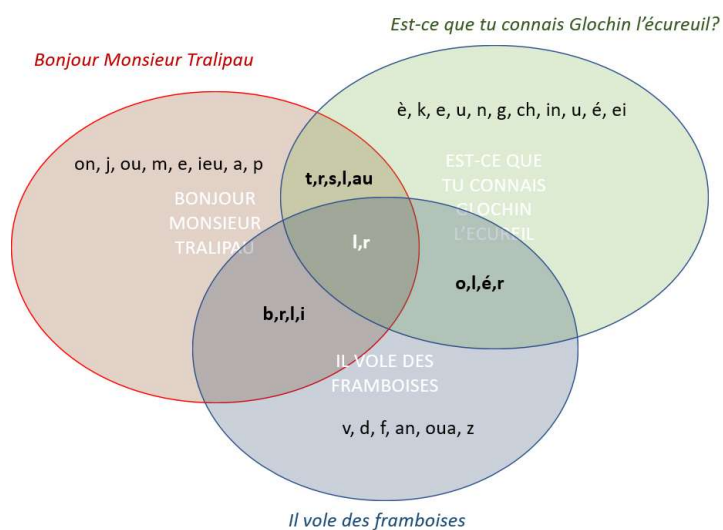 Est-ce que tu connais Glochin l'écureuil?
Bonjour Monsieur Tralipau
è, k, e, u, n, g, ch, in, u, é, ei
on, j, ou, m, e, ieu, a, p
t,r,s,l,au
EST-CE QUE
TU CONNAIS
GLOCHIN
L'ECUREIL
BONJOUR
MONSIEUR
TRALIPAU
l,r
o,l,é,r
b,r,l,i
IL VOLE DES
FRAMBOISES
v, d, f, an, oua, z
Il vole des framboises